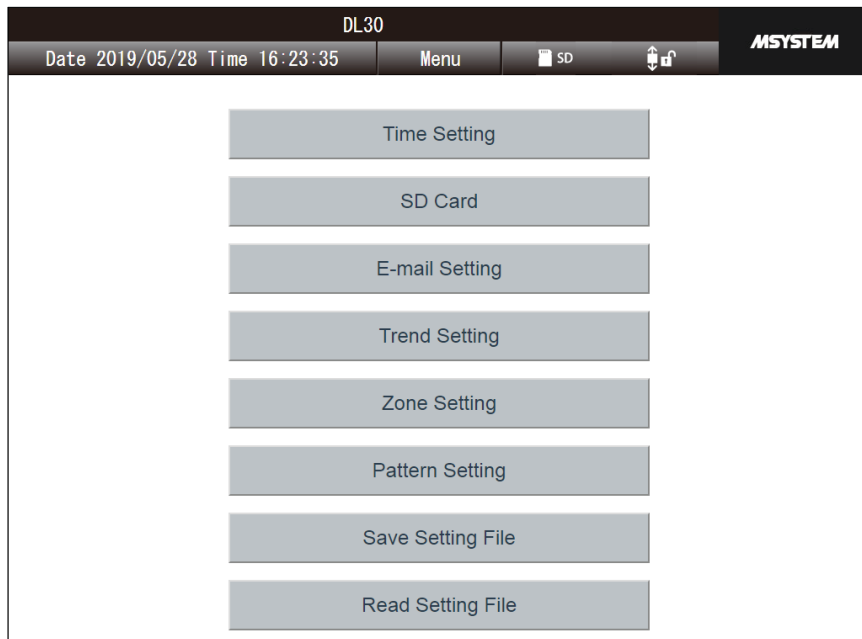 DL30
MSYSTEM
Date 2019/05/28 Time 16:23:35 Menu SD
Time Setting
SD Card
E-mail Setting
Trend Setting
Zone Setting
Pattern Setting
Save Setting File
Read Setting File